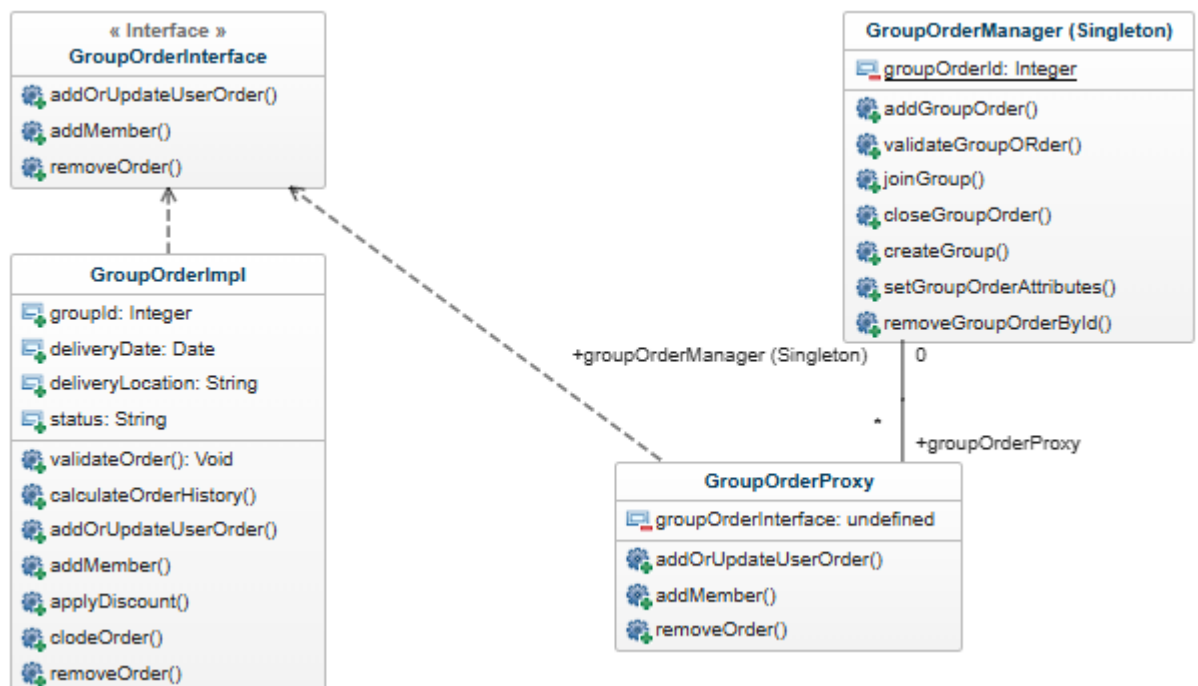 « Interface »
GroupOrderInterface
addOrUpdateUserOrder()
addMember()
removeOrder()
GroupOrderManager (Singleton)
groupOrderId: Integer
addGroupOrder()
validateGroupORder()
joinGroup()
closeGroupOrder()
createGroup()
setGroupOrderAttributes()
removeGroupOrderById()
GroupOrderImpl
groupId: Integer
deliveryDate: Date
deliveryLocation: String
status: String
validateOrder(): Void
calculateOrderHistory()
addOrUpdateUserOrder()
addMember()
applyDiscount()
clodeOrder()
removeOrder()
+groupOrderManager (Singleton)
0
*
+groupOrderProxy
GroupOrderProxy
groupOrderInterface: undefined
addOrUpdateUserOrder()
addMember()
removeOrder()